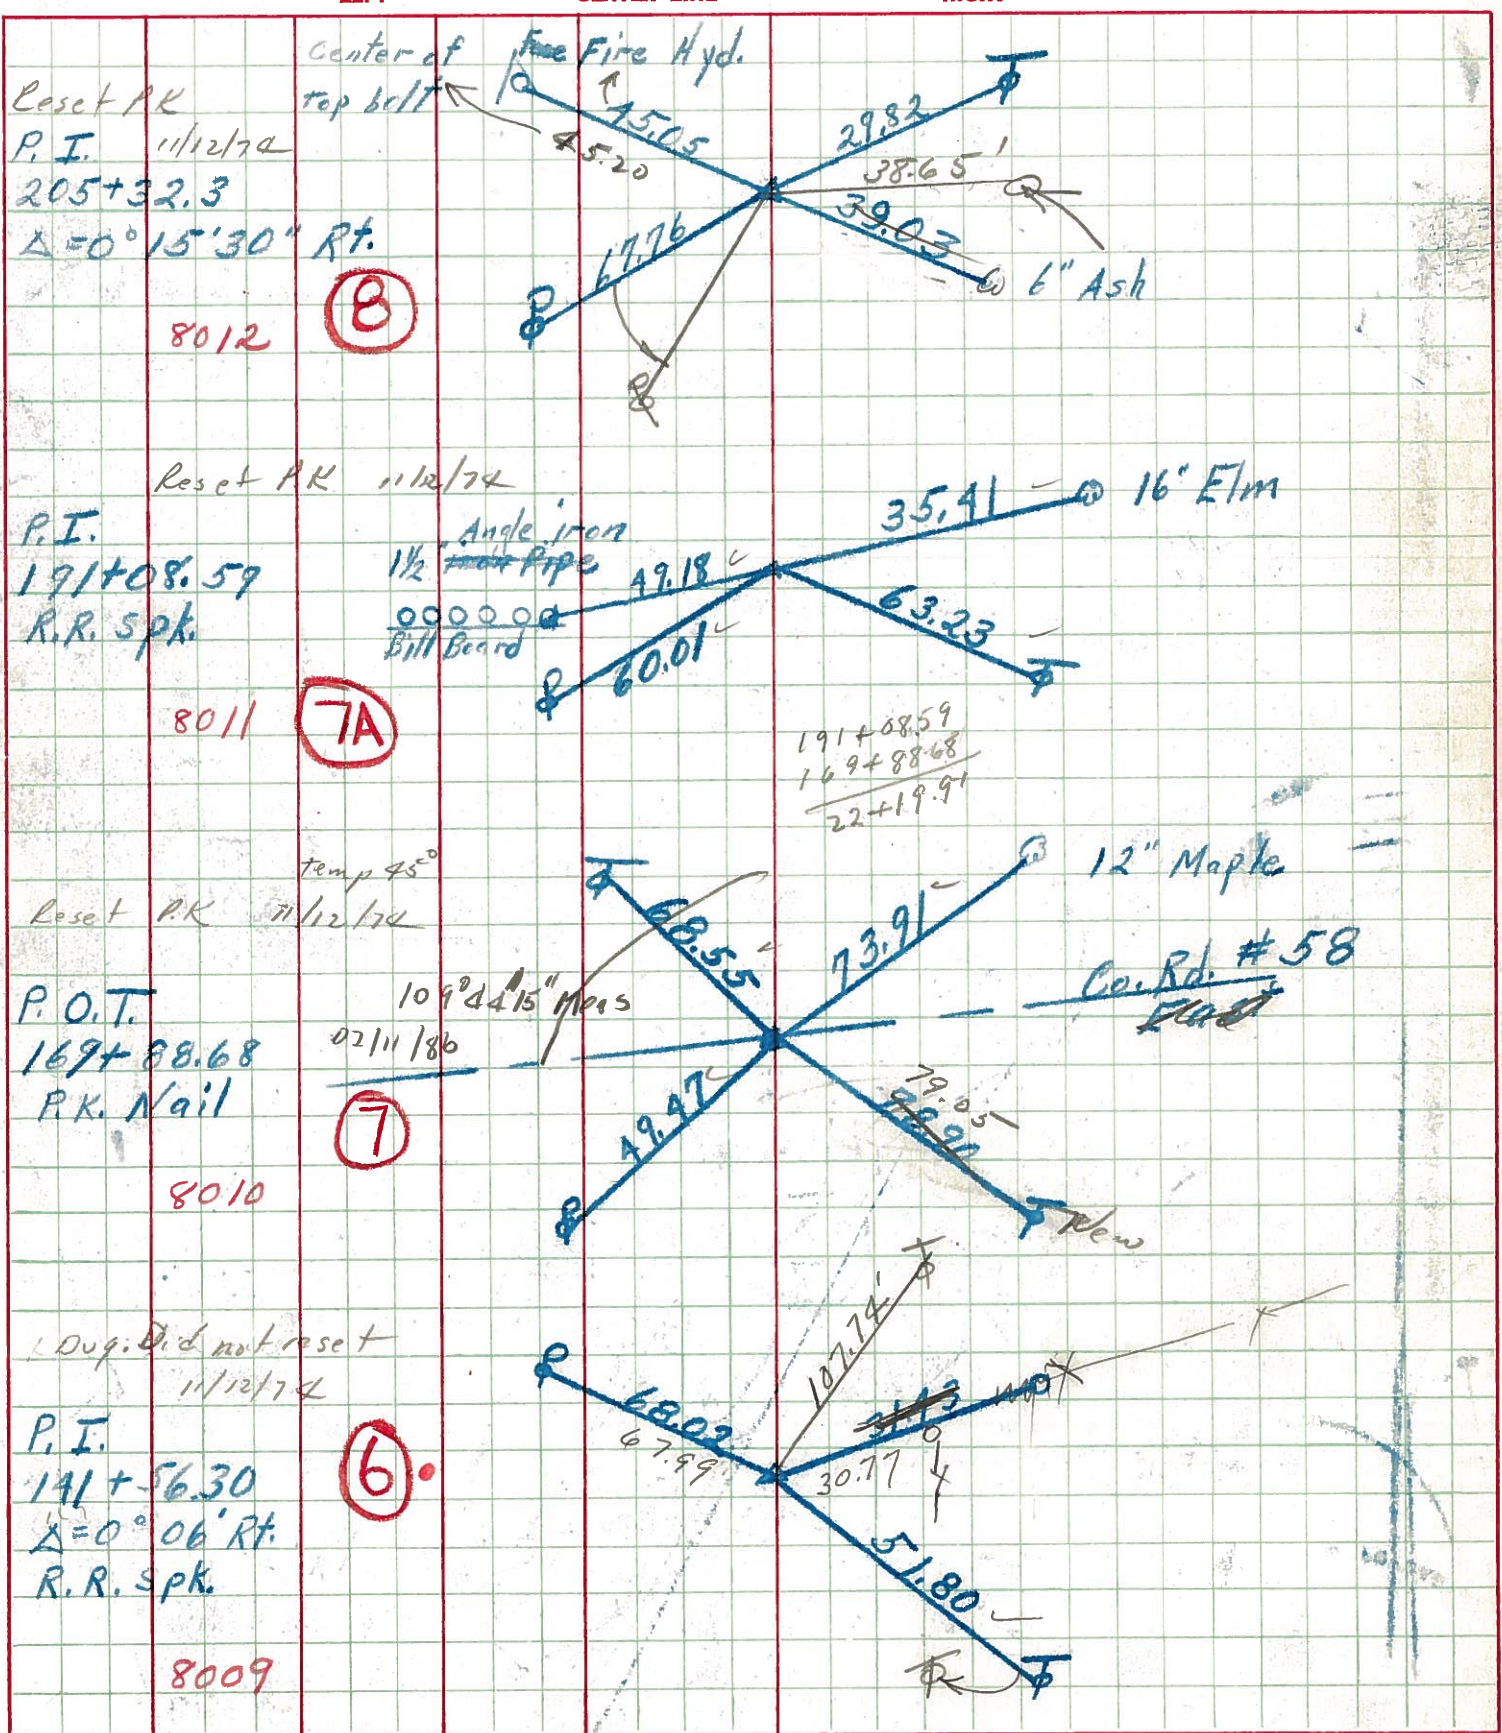 Center of Fire Hyd.
top bolt
Reset P.K
P.I. 11/12/74
205+32.3
Δ=0°15'30" Rt.
45.05
45.20
29.82
38.65'
39.03
6" Ash
67.76
8
8012
Reset P.K 11/12/74
P.I.
191+08.59
R.R. Spk.
Angle iron
1½" Iron Pipe
Bill Board
49.18
60.01
35.41
16" Elm
63.23
8011
7A
191+08.59
169+88.68
22+19.91
temp 45°
Reset P.K 11/12/74
P.O.T.
169+88.68
P.K. Nail
109°44'15" Meas
02/11/86
68.55
73.91
12" Maple
Co. Rd. #58
49.47
79.05
78.90
New
7
8010
Dug. Did not reset
11/12/74
P.I.
141+56.30
Δ=0°06' Rt.
R.R. Spk.
68.02
67.99
107.74'
31.13
30.77
51.80
6
8009